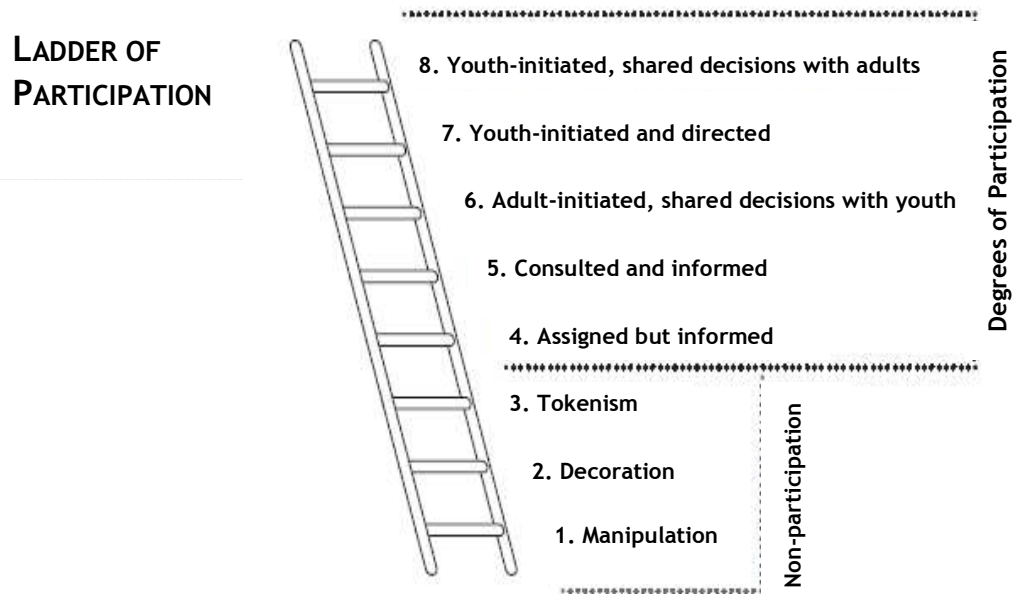 LADDER OF
PARTICIPATION
8. Youth-initiated, shared decisions with adults
7. Youth-initiated and directed
6. Adult-initiated, shared decisions with youth
5. Consulted and informed
4. Assigned but informed
Degrees of Participation
3. Tokenism
2. Decoration
1. Manipulation
Non-participation